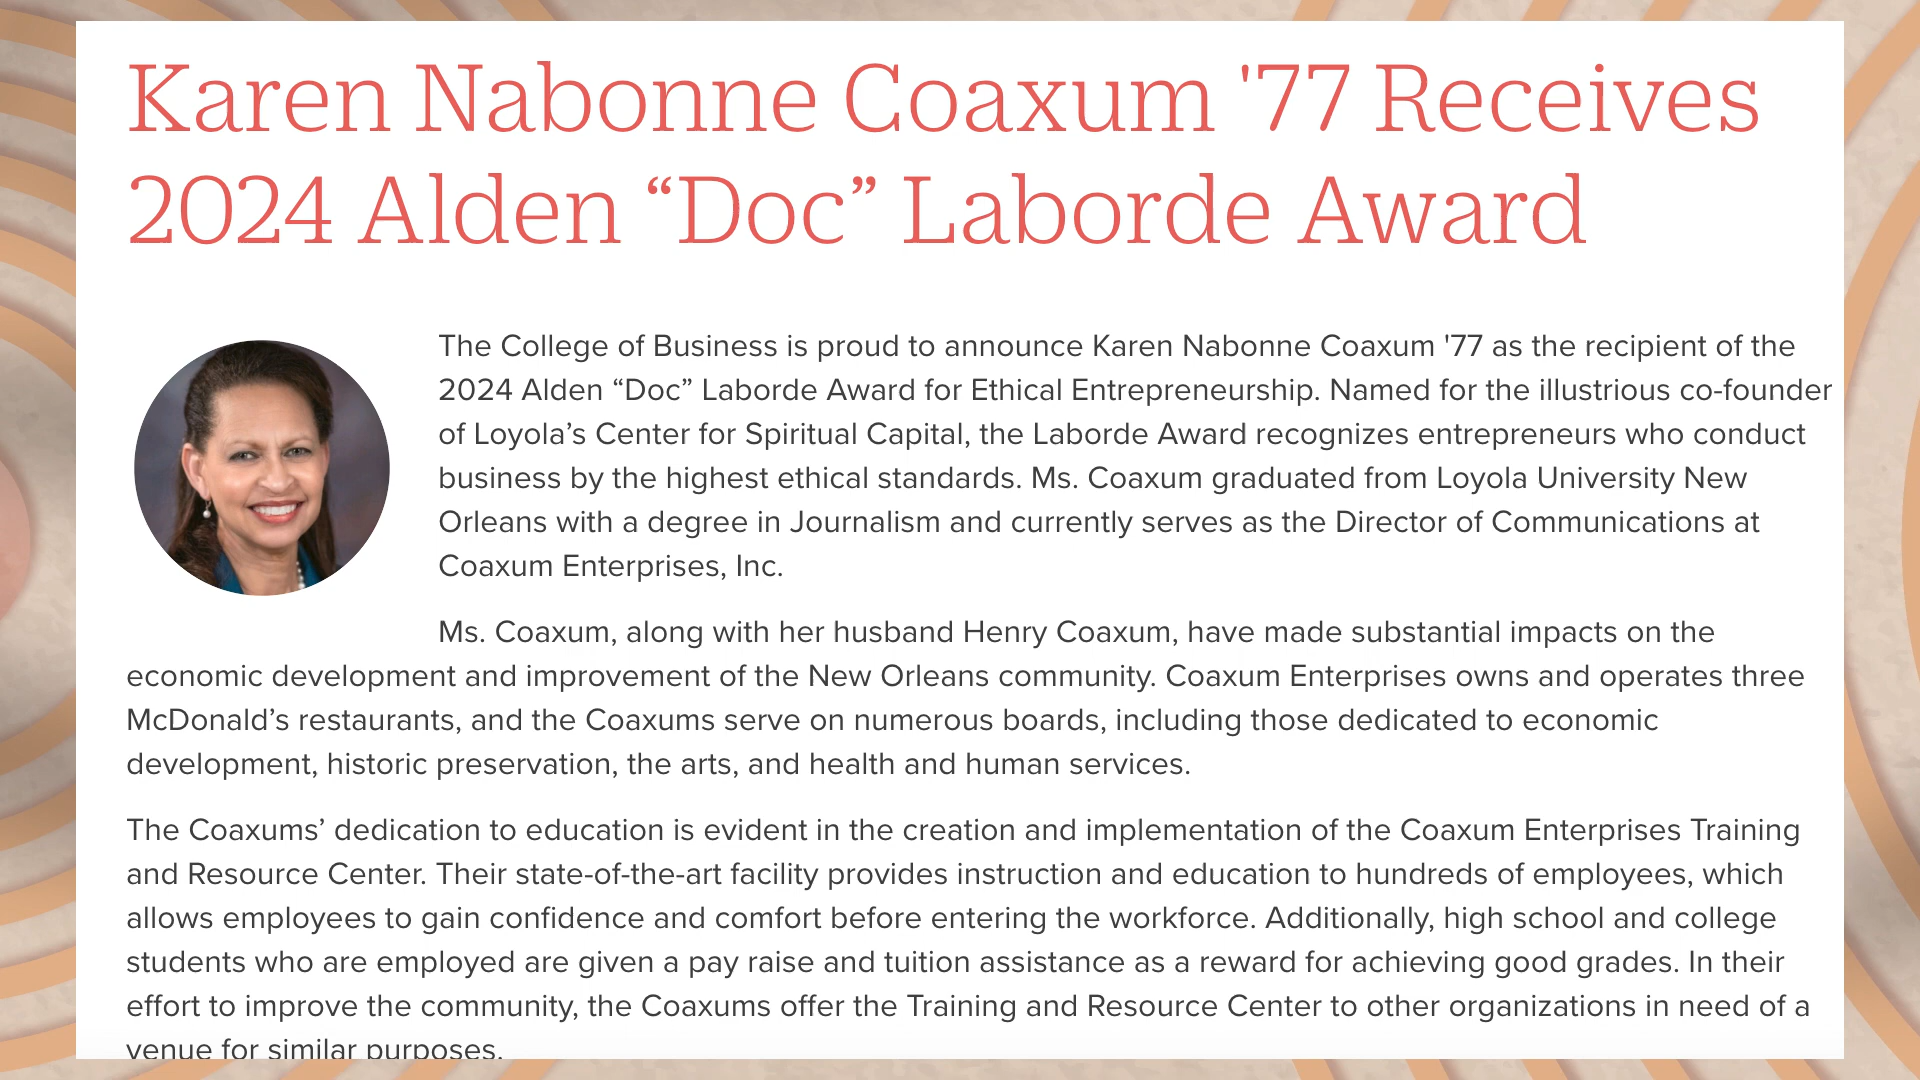 Karen Nabonne Coaxum '77 Receives
2024 Alden “Doc” Laborde Award
The College of Business is proud to announce Karen Nabonne Coaxum '77 as the recipient of the
2024 Alden “Doc” Laborde Award for Ethical Entrepreneurship. Named for the illustrious co-founder
of Loyola’s Center for Spiritual Capital, the Laborde Award recognizes entrepreneurs who conduct
business by the highest ethical standards. Ms. Coaxum graduated from Loyola University New
Orleans with a degree in Journalism and currently serves as the Director of Communications at
Coaxum Enterprises, Inc.
Ms. Coaxum, along with her husband Henry Coaxum, have made substantial impacts on the
economic development and improvement of the New Orleans community. Coaxum Enterprises owns and operates three
McDonald’s restaurants, and the Coaxums serve on numerous boards, including those dedicated to economic
development, historic preservation, the arts, and health and human services.
The Coaxums’ dedication to education is evident in the creation and implementation of the Coaxum Enterprises Training
and Resource Center. Their state-of-the-art facility provides instruction and education to hundreds of employees, which
allows employees to gain confidence and comfort before entering the workforce. Additionally, high school and college
students who are employed are given a pay raise and tuition assistance as a reward for achieving good grades. In their
effort to improve the community, the Coaxums offer the Training and Resource Center to other organizations in need of a
venue for similar purposes.